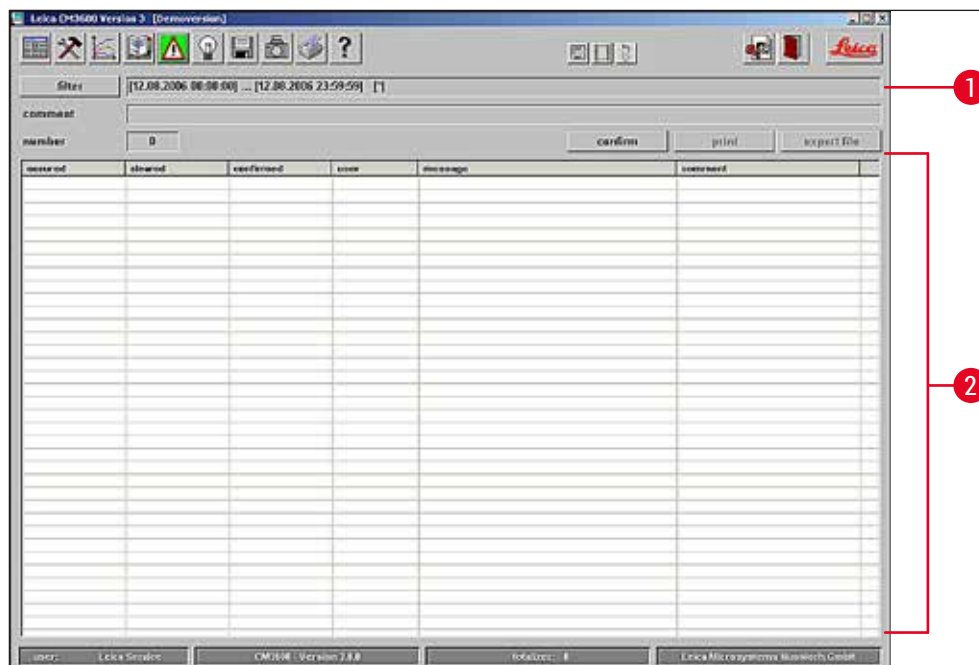 Leica CM3600 Version 3 [Demoversion]
?
Leica
filter [12.08.2006 00:00:00] ... [12.08.2006 23:59:59] [*]
1
comment
number 0 confirm print export file
occured cleared confirmed user message comment
2
user: Leica Service CM3600 Version 2.0.0 totalizer: 0 Leica Microsystems Nussloch GmbH